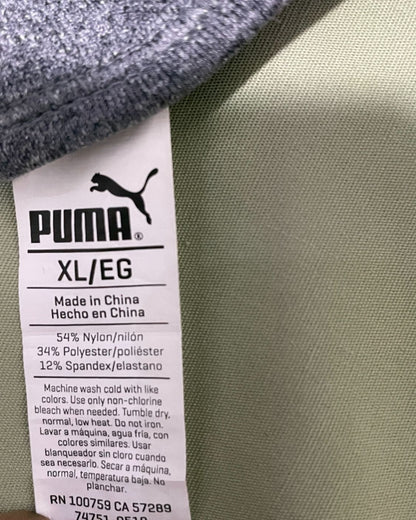 PUMA®
XL/EG
Made in China
Hecho en China
54% Nylon/nilón
34% Polyester/poliéster
12% Spandex/elastano
Machine wash cold with like
colors. Use only non-chlorine
bleach when needed. Tumble dry,
normal, low heat. Do not iron.
Lavar a máquina, agua fria, con
colores similares. Usar
blanqueador sin cloro cuando
sea necesario. Secar a máquina,
normal, temperatura baja. No
planchar.
RN 100759 CA 57289